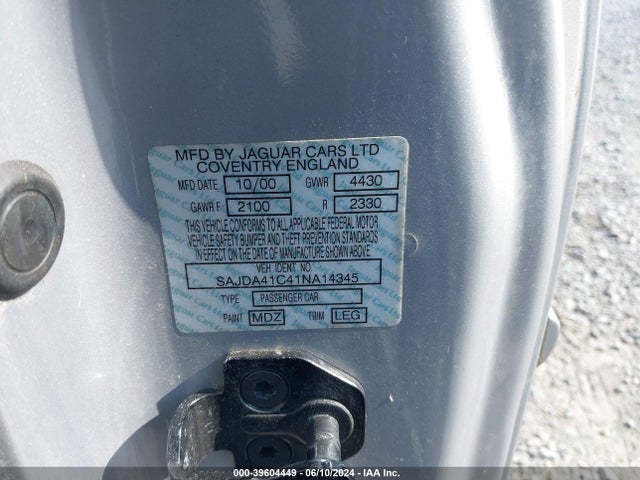 MFD BY JAGUAR CARS LTD
COVENTRY ENGLAND
MFD DATE 10/00 GVWR 4430
GAWR F 2100 R 2330
THIS VEHICLE CONFORMS TO ALL APPLICABLE FEDERAL MOTOR
VEHICLE SAFETY BUMPER AND THEFT PREVENTION STANDARDS
IN EFFECT ON THE DATE OF MANUFACTURE SHOWN ABOVE
VEH. IDENT. NO.
SAJDA41C41NA14345
TYPE PASSENGER CAR
PAINT MDZ TRIM LEG
000-39604449 - 06/10/2024 - IAA Inc.